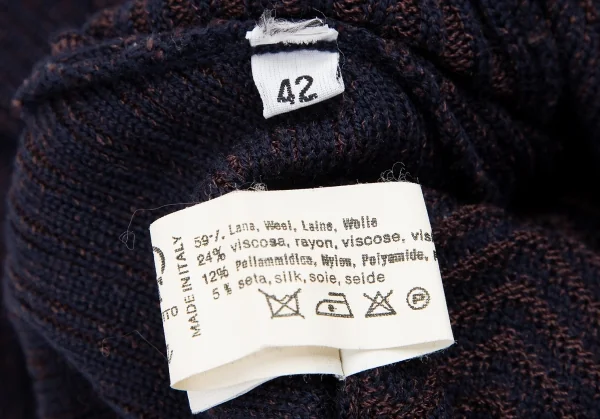 42
MADE IN ITALY
59% Lana, Wool, Laine, Wolle
24% viscosa, rayon, viscose, vis
12% Poliammidica, Nylon, Polyamide, P
5% seta, silk, soie, seide
P